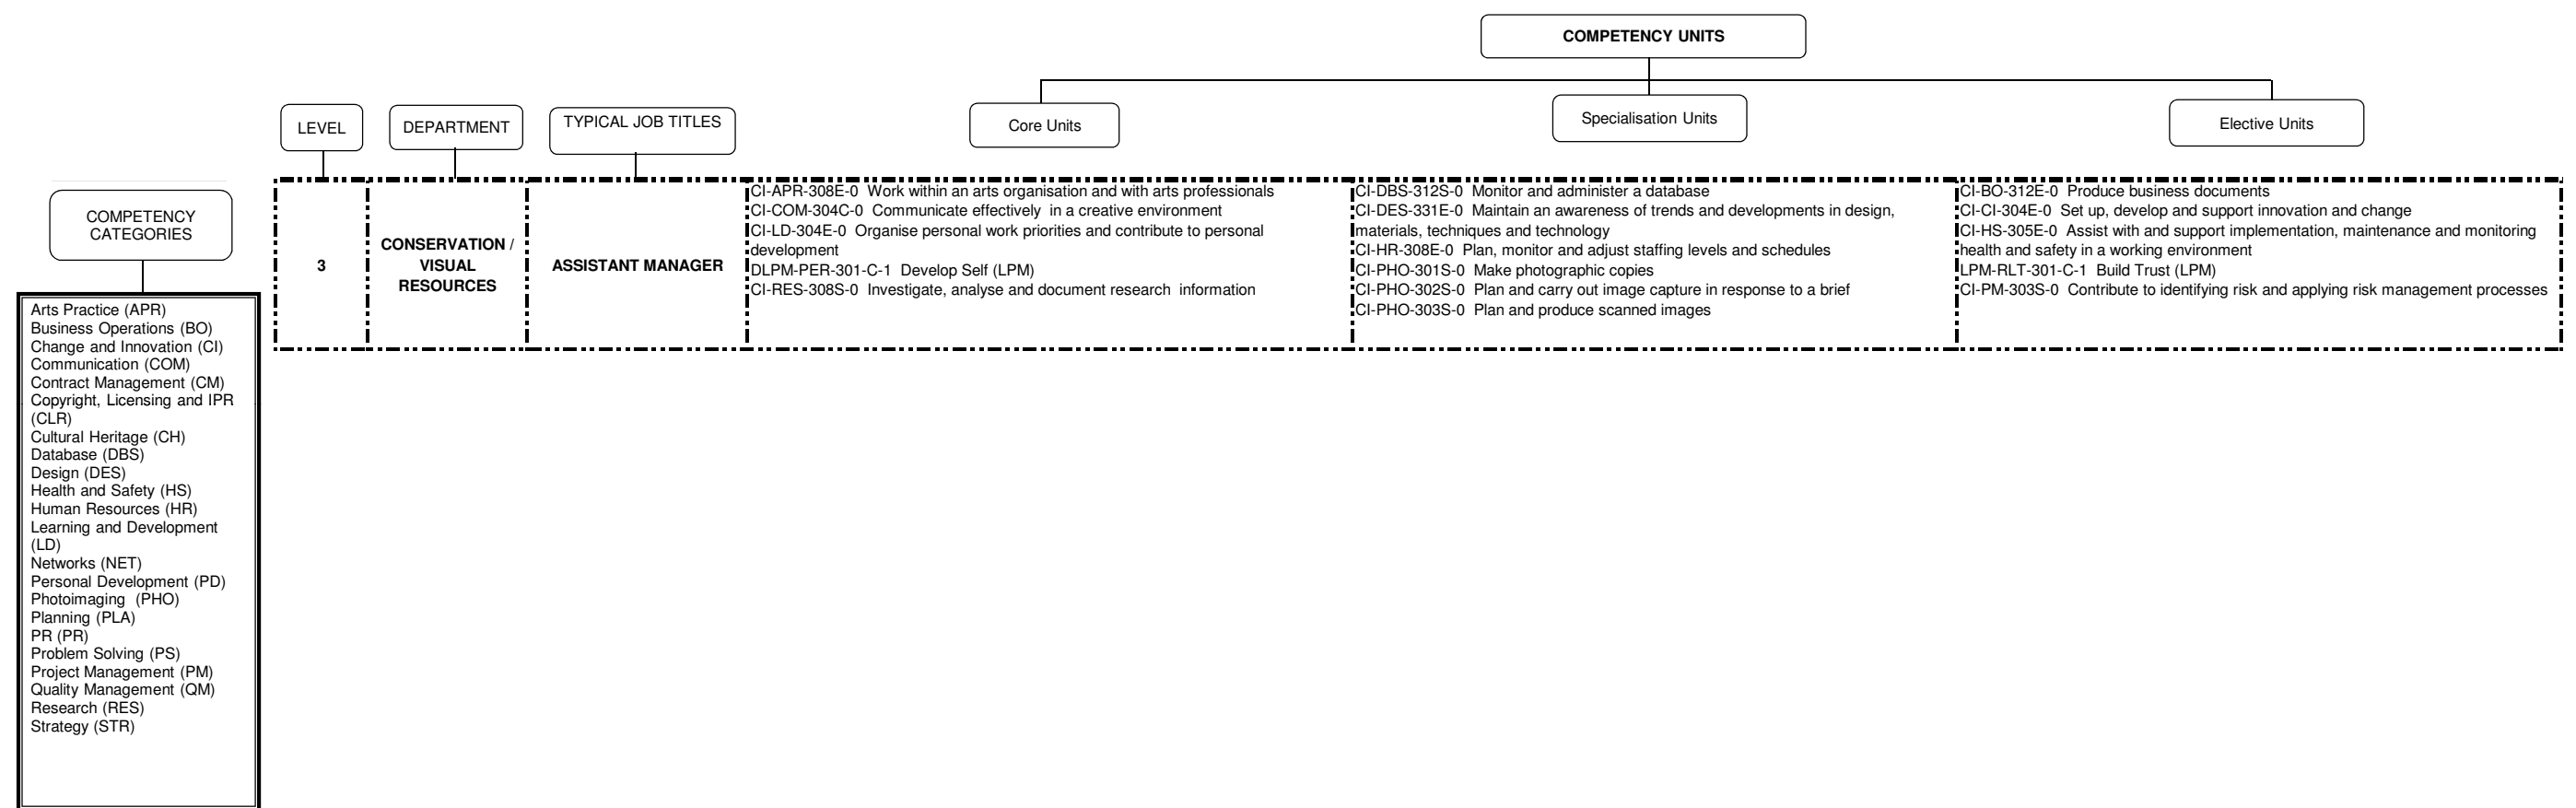 COMPETENCY UNITS
LEVEL
DEPARTMENT
TYPICAL JOB TITLES
Core Units
Specialisation Units
Elective Units
COMPETENCY
CATEGORIES
Arts Practice (APR)
Business Operations (BO)
Change and Innovation (CI)
Communication (COM)
Contract Management (CM)
Copyright, Licensing and IPR
(CLR)
Cultural Heritage (CH)
Database (DBS)
Design (DES)
Health and Safety (HS)
Human Resources (HR)
Learning and Development
(LD)
Networks (NET)
Personal Development (PD)
Photoimaging (PHO)
Planning (PLA)
PR (PR)
Problem Solving (PS)
Project Management (PM)
Quality Management (QM)
Research (RES)
Strategy (STR)
3
CONSERVATION /
VISUAL
RESOURCES
ASSISTANT MANAGER
CI-APR-308E-0 Work within an arts organisation and with arts professionals
CI-COM-304C-0 Communicate effectively in a creative environment
CI-LD-304E-0 Organise personal work priorities and contribute to personal
development
DLPM-PER-301-C-1 Develop Self (LPM)
CI-RES-308S-0 Investigate, analyse and document research information
CI-DBS-312S-0 Monitor and administer a database
CI-DES-331E-0 Maintain an awareness of trends and developments in design,
materials, techniques and technology
CI-HR-308E-0 Plan, monitor and adjust staffing levels and schedules
CI-PHO-301S-0 Make photographic copies
CI-PHO-302S-0 Plan and carry out image capture in response to a brief
CI-PHO-303S-0 Plan and produce scanned images
CI-BO-312E-0 Produce business documents
CI-CI-304E-0 Set up, develop and support innovation and change
CI-HS-305E-0 Assist with and support implementation, maintenance and monitoring
health and safety in a working environment
LPM-RLT-301-C-1 Build Trust (LPM)
CI-PM-303S-0 Contribute to identifying risk and applying risk management processes